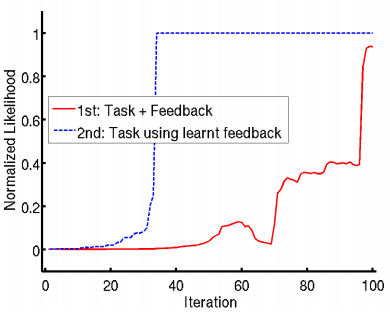 1
0.8
0.6
0.4
0.2
0
Normalized Likelihood
1st: Task + Feedback
2nd: Task using learnt feedback
0 20 40 60 80 100
Iteration